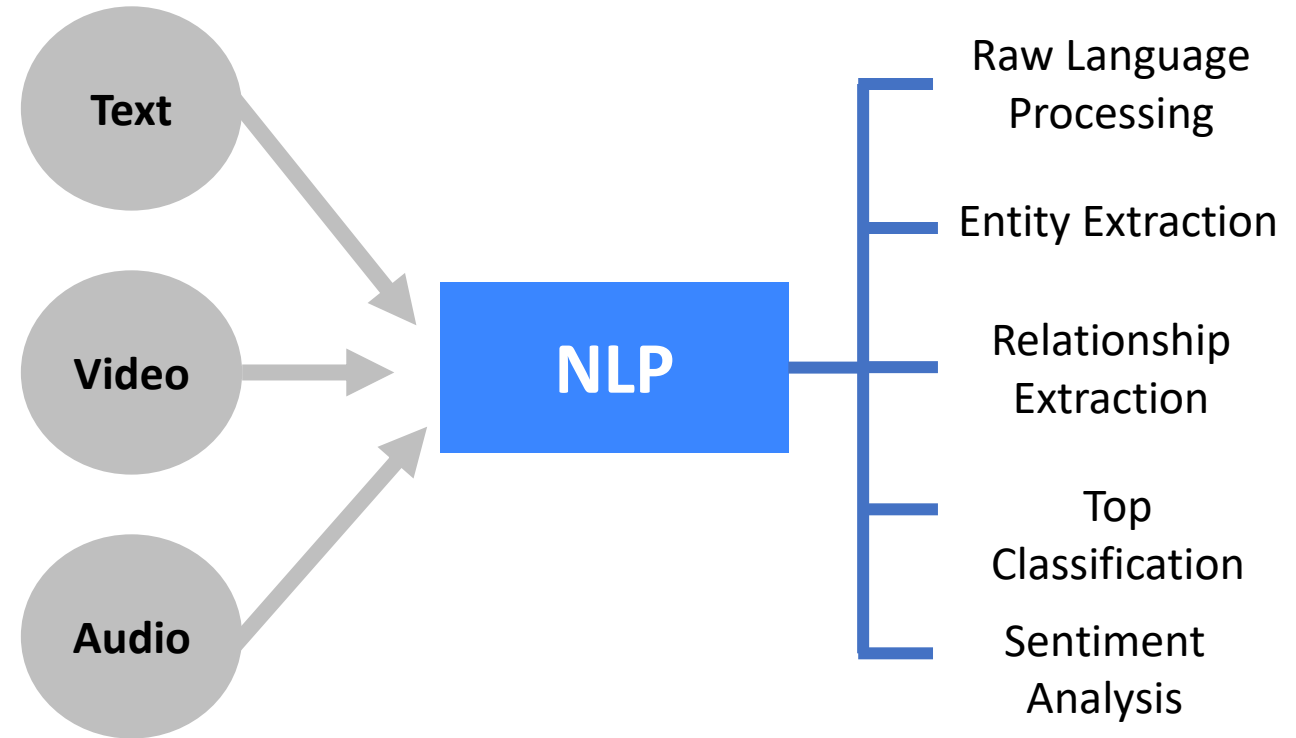 Text
Video
Audio
NLP
Raw Language
Processing
Entity Extraction
Relationship
Extraction
Top
Classification
Sentiment
Analysis